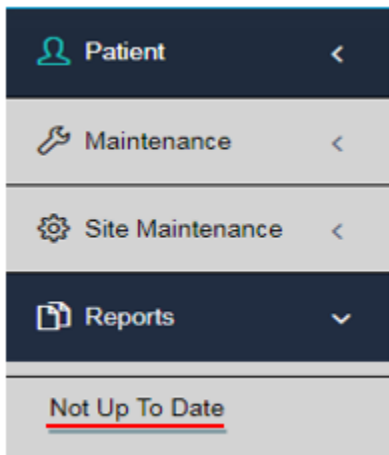 Patient
Maintenance
Site Maintenance
Reports
Not Up To Date